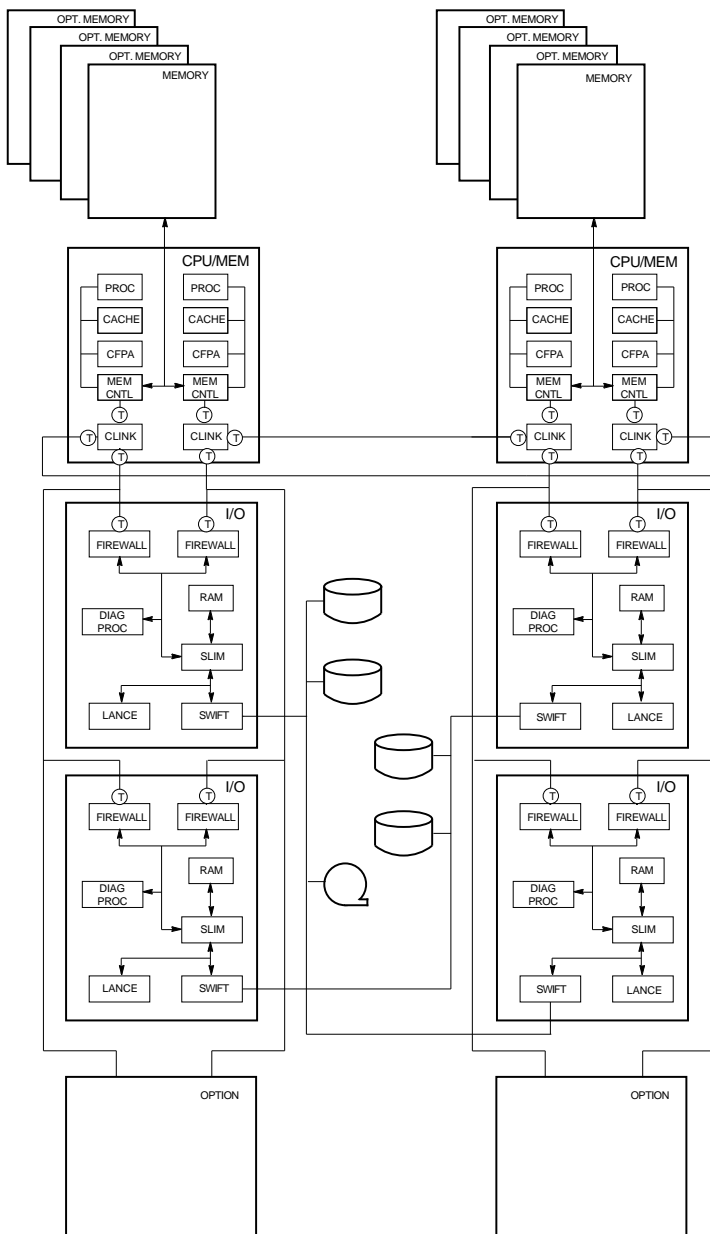 OPT. MEMORY
OPT. MEMORY
OPT. MEMORY
MEMORY
OPT. MEMORY
OPT. MEMORY
OPT. MEMORY
MEMORY
CPU/MEM
PROC
PROC
CACHE
CACHE
CFPA
CFPA
MEM
CNTL
MEM
CNTL
T
T
T
CLINK
CLINK
T
T
T
CPU/MEM
PROC
PROC
CACHE
CACHE
CFPA
CFPA
MEM
CNTL
MEM
CNTL
T
T
T
CLINK
CLINK
T
T
T
I/O
T
T
FIREWALL
FIREWALL
RAM
DIAG
PROC
SLIM
LANCE
SWIFT
I/O
T
T
FIREWALL
FIREWALL
RAM
DIAG
PROC
SLIM
SWIFT
LANCE
I/O
T
T
FIREWALL
FIREWALL
RAM
DIAG
PROC
SLIM
LANCE
SWIFT
I/O
T
T
FIREWALL
FIREWALL
RAM
DIAG
PROC
SLIM
SWIFT
LANCE
OPTION
OPTION